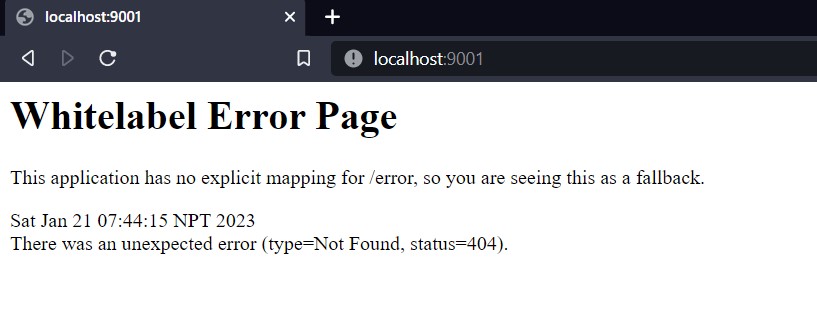 localhost:9001
localhost:9001
Whitelabel Error Page
This application has no explicit mapping for /error, so you are seeing this as a fallback.
Sat Jan 21 07:44:15 NPT 2023
There was an unexpected error (type=Not Found, status=404).